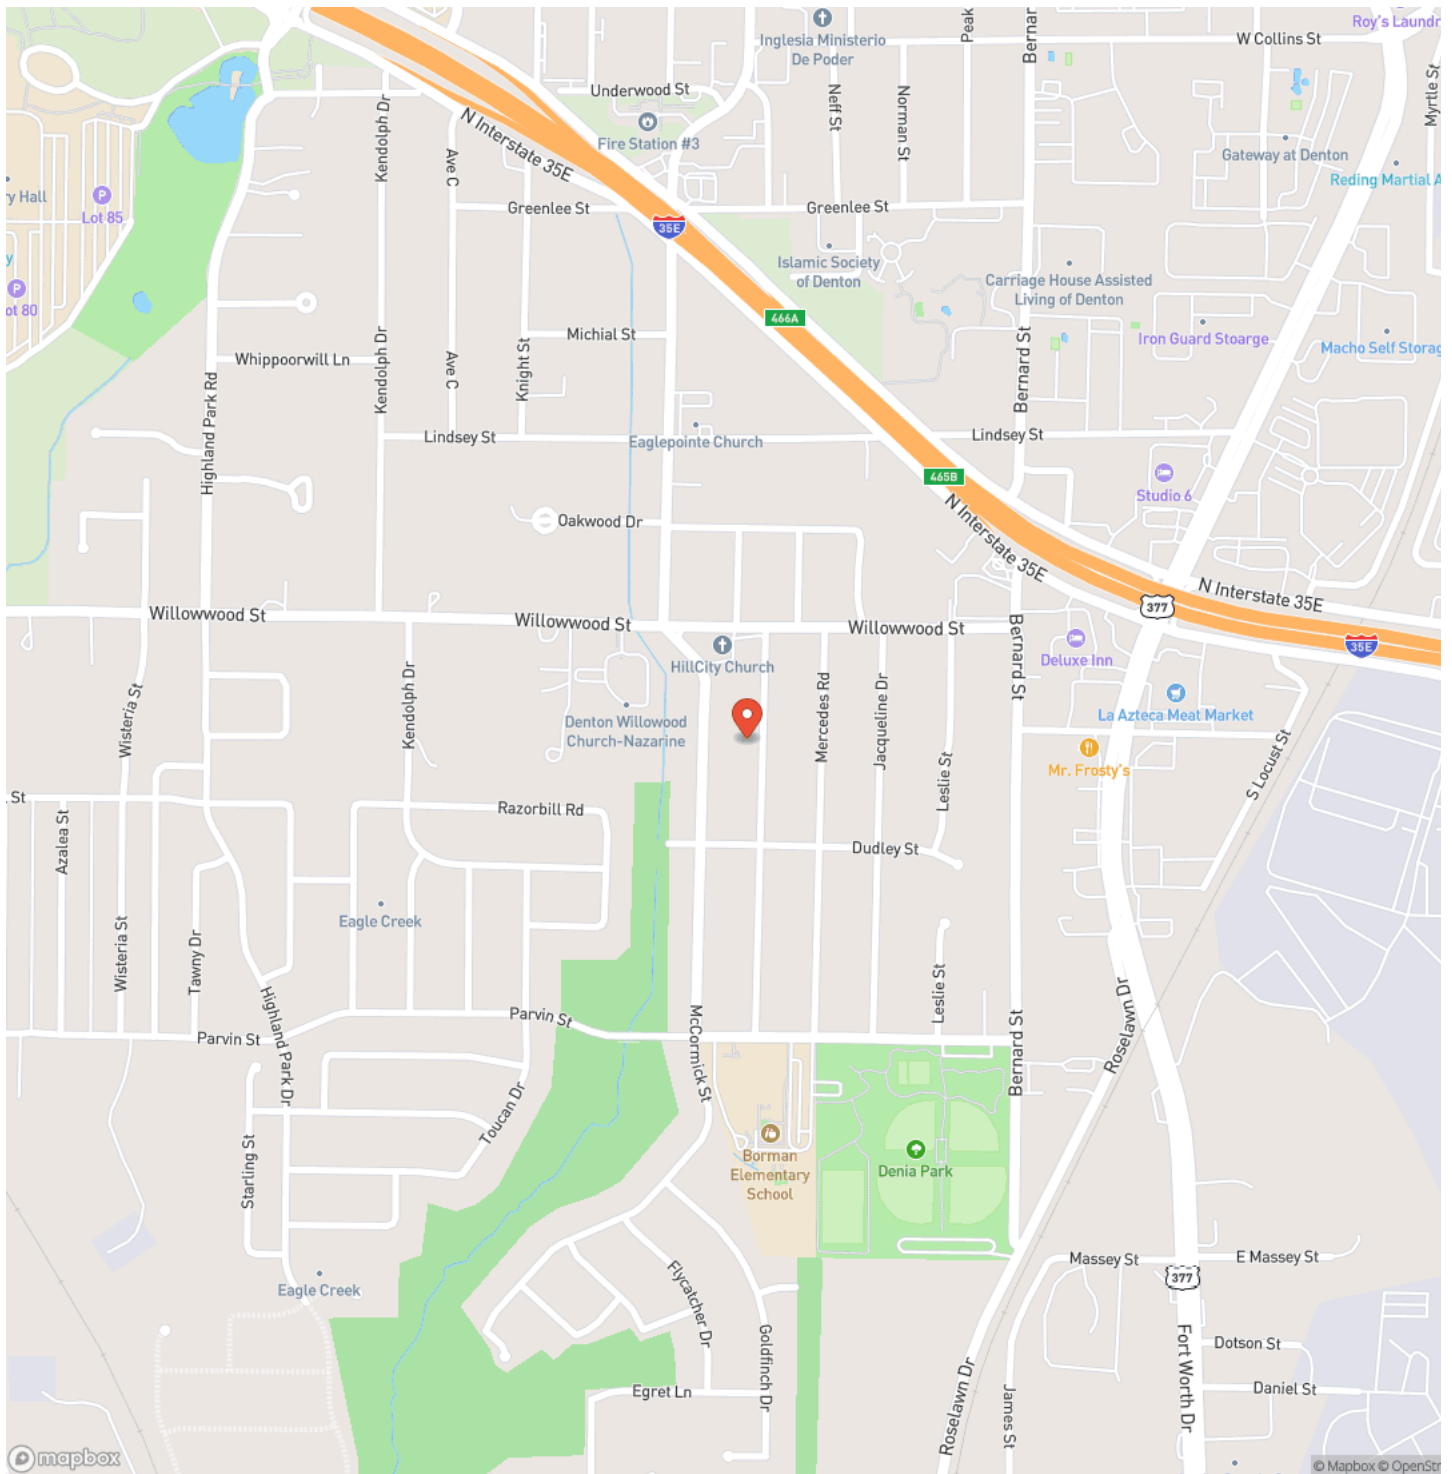 Roy's Laundr
Inglesia Ministerio
De Poder
Peak
Bernar
W Collins St
Underwood St
Fire Station #3
Kendolph Dr
Ave C
N Interstate 35E
Neff St
Norman St
Myrtle St
Gateway at Denton
Reding Martial A
ry Hall
P
Lot 85
Greenlee St
Greenlee St
35E
Islamic Society
of Denton
Carriage House Assisted
Living of Denton
y
P
ot 80
466A
Michial St
Iron Guard Stoarge
Macho Self Storag
Whippoorwill Ln
Kendolph Dr
Ave C
Knight St
Bernard St
Highland Park Rd
Lindsey St
Eaglepointe Church
Lindsey St
465B
Studio 6
Oakwood Dr
N Interstate 35E
N Interstate 35E
377
Willowwood St
Willowwood St
Willowwood St
Bernard St
35E
HillCity Church
Deluxe Inn
Kendolph Dr
Wisteria St
Mercedes Rd
Jacqueline Dr
La Azteca Meat Market
Denton Willowood
Church-Nazarine
Leslie St
Mr. Frosty's
S Locust St
St
Razorbill Rd
Azalea St
Dudley St
Eagle Creek
Wisteria St
Tawny Dr
Leslie St
Highland Park Dr
Parvin St
Parvin St
McCormick St
Bernard St
Roselawn Dr
Toucan Dr
Starling St
Borman
Elementary
School
Denia Park
Massey St
E Massey St
377
Eagle Creek
Flycatcher Dr
Goldfinch Dr
Fort Worth Dr
Dotson St
Egret Ln
Daniel St
Roselawn Dr
James St
mapbox
© Mapbox © OpenStr